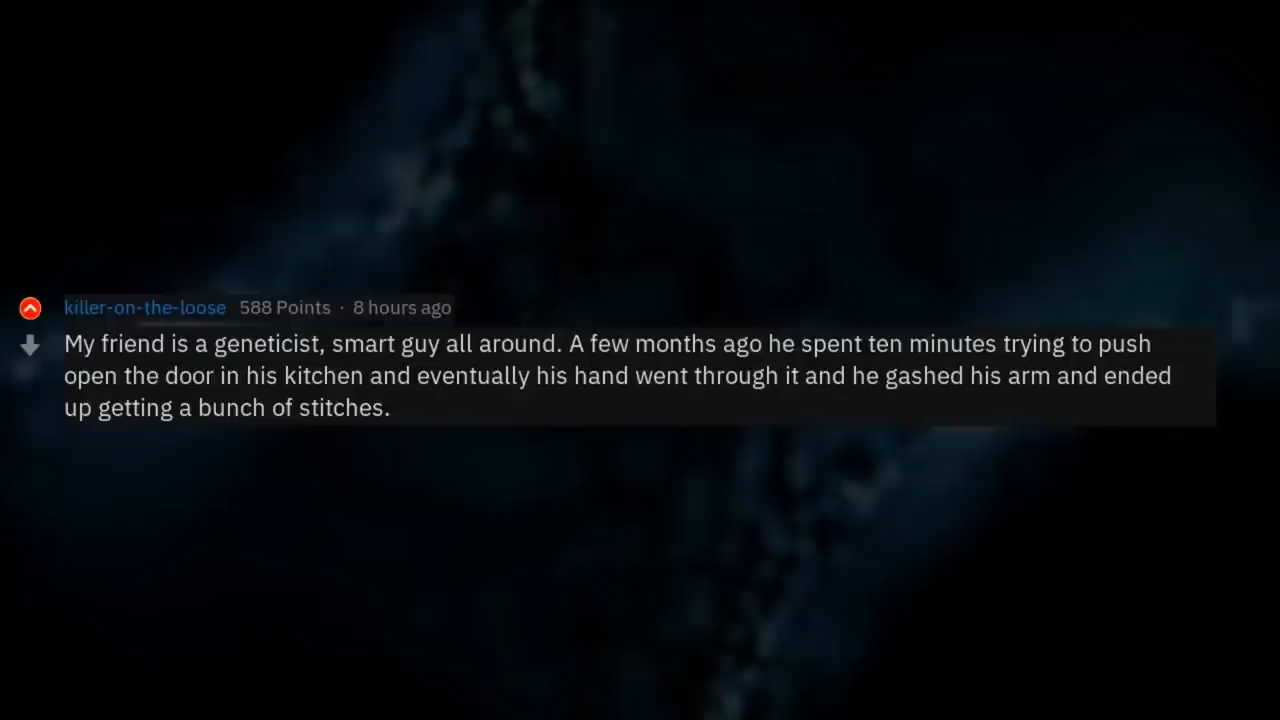 killer-on-the-loose 588 Points · 8 hours ago
My friend is a geneticist, smart guy all around. A few months ago he spent ten minutes trying to push
open the door in his kitchen and eventually his hand went through it and he gashed his arm and ended
up getting a bunch of stitches.